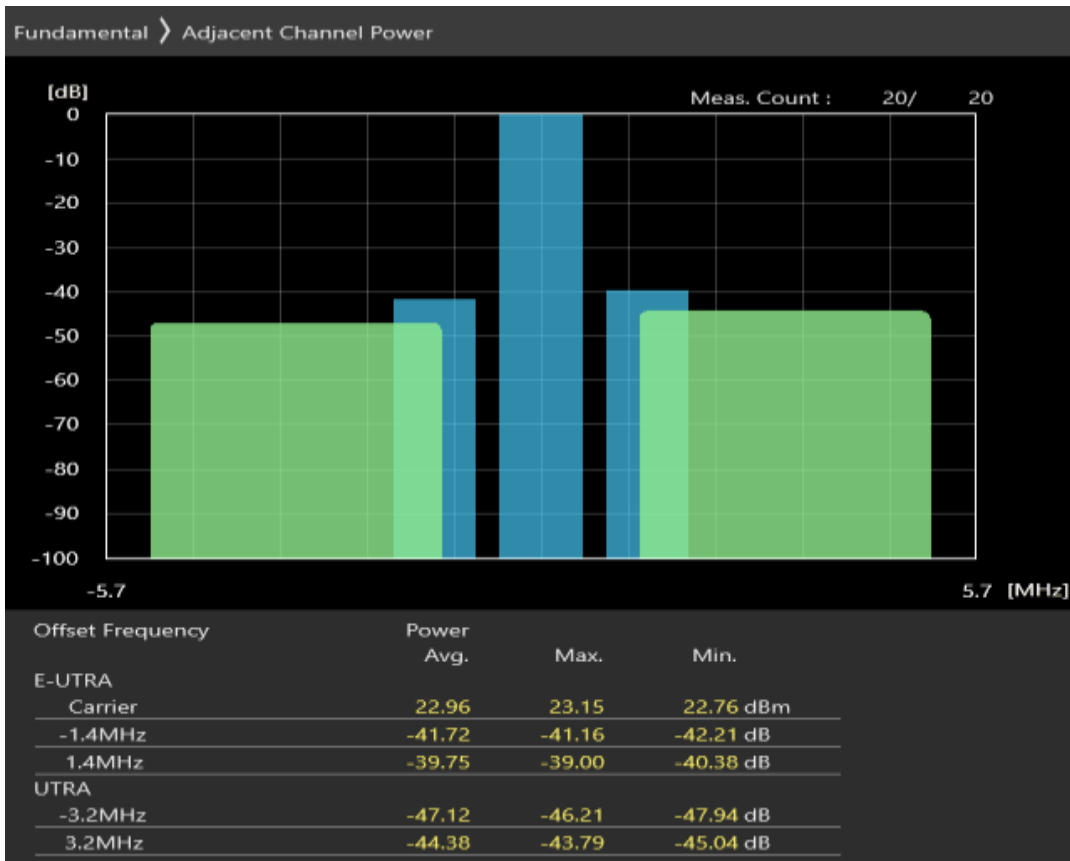 Fundamental 〉 Adjacent Channel Power
[dB]
Meas. Count : 20/ 20
0
-10
-20
-30
-40
-50
-60
-70
-80
-90
-100
-5.7 5.7 [MHz]
Offset Frequency Power
Avg. Max. Min.
E-UTRA
Carrier 22.96 23.15 22.76 dBm
-1.4MHz -41.72 -41.16 -42.21 dB
1.4MHz -39.75 -39.00 -40.38 dB
UTRA
-3.2MHz -47.12 -46.21 -47.94 dB
3.2MHz -44.38 -43.79 -45.04 dB